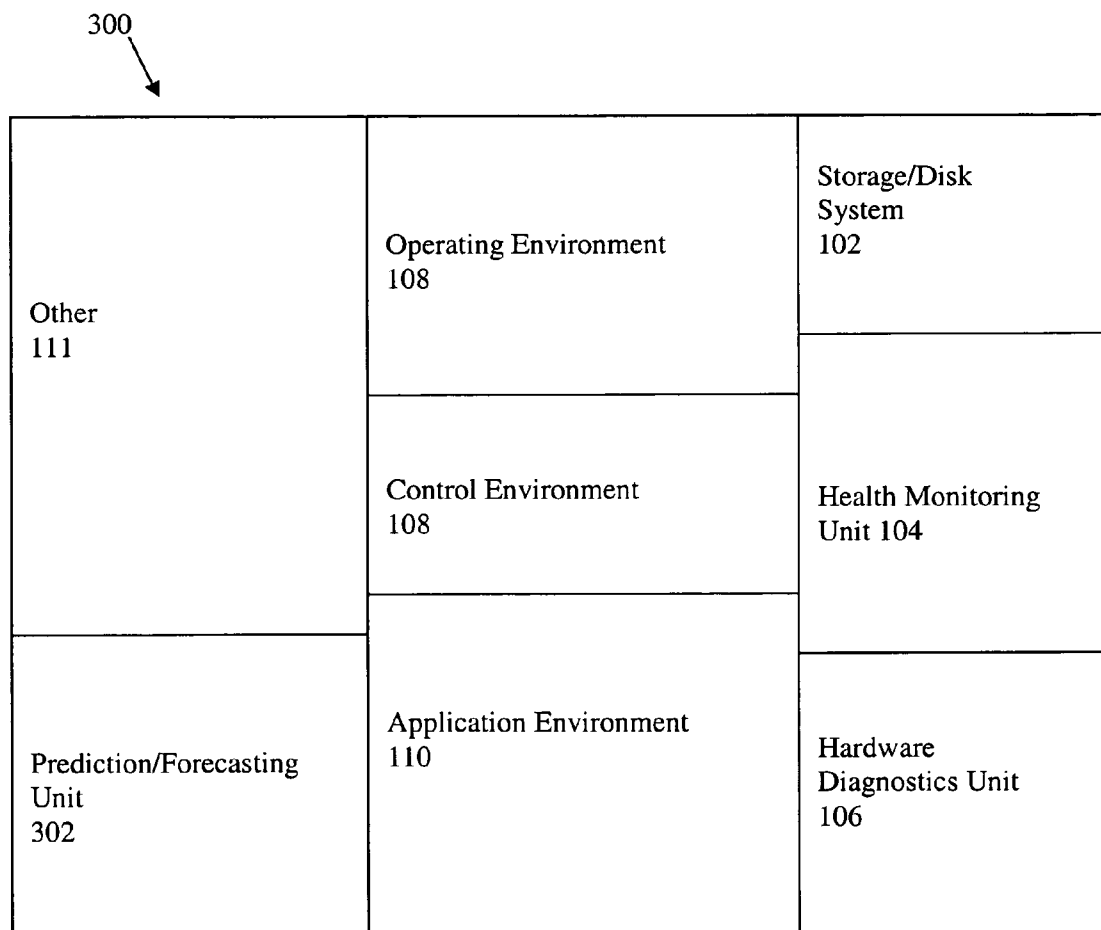 300
Other
111
Prediction/Forecasting
Unit
302
Operating Environment
108
Control Environment
108
Application Environment
110
Storage/Disk
System
102
Health Monitoring
Unit 104
Hardware
Diagnostics Unit
106